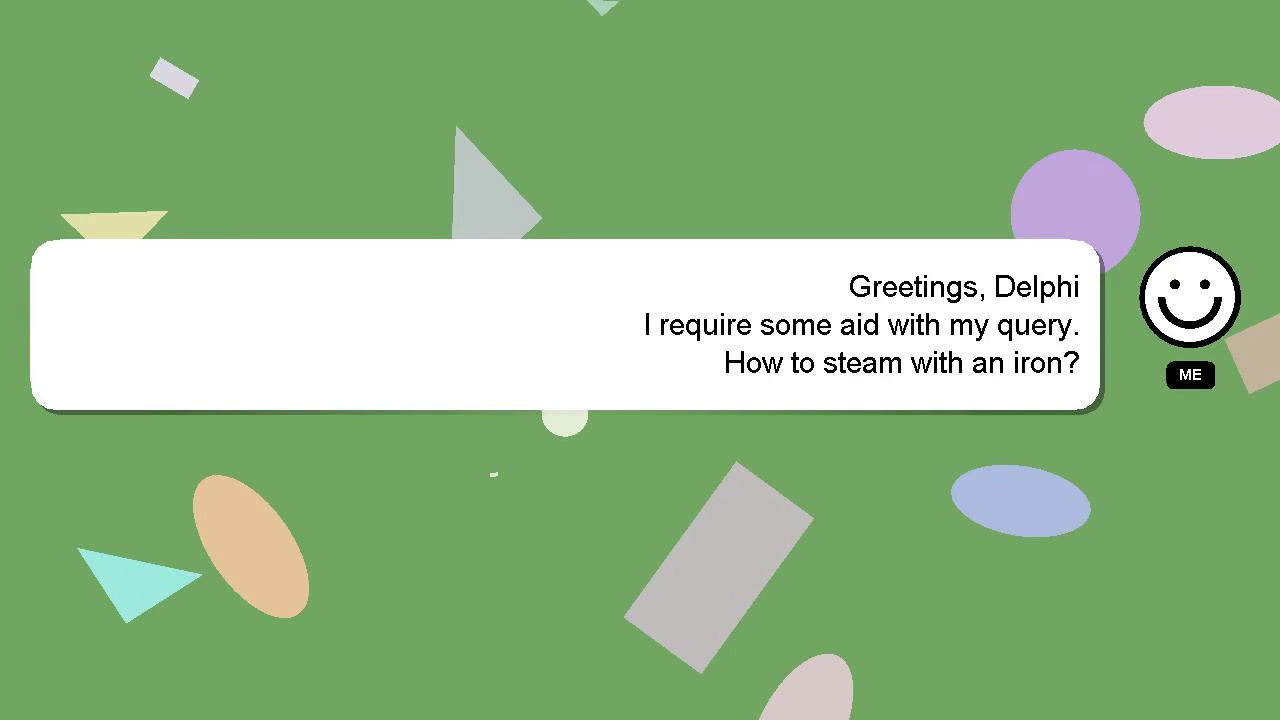 Greetings, Delphi
I require some aid with my query.
How to steam with an iron?
ME